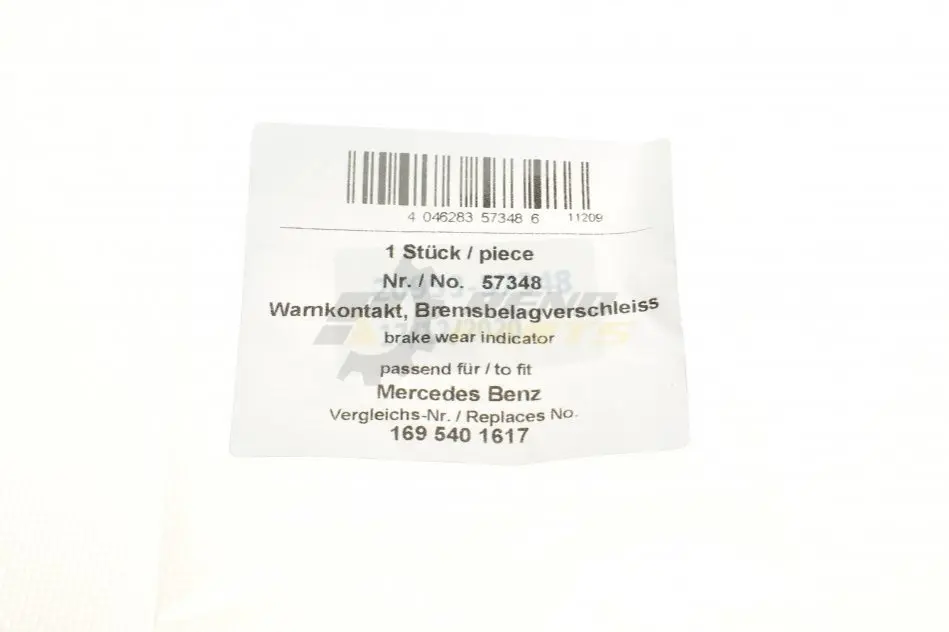 4 046283 57348 6 11209
1 Stück / piece
Nr. / No. 57348
Warnkontakt, Bremsbelagverschleiss
brake wear indicator
passend für / to fit
Mercedes Benz
Vergleichs-Nr. / Replaces No.
169 540 1617